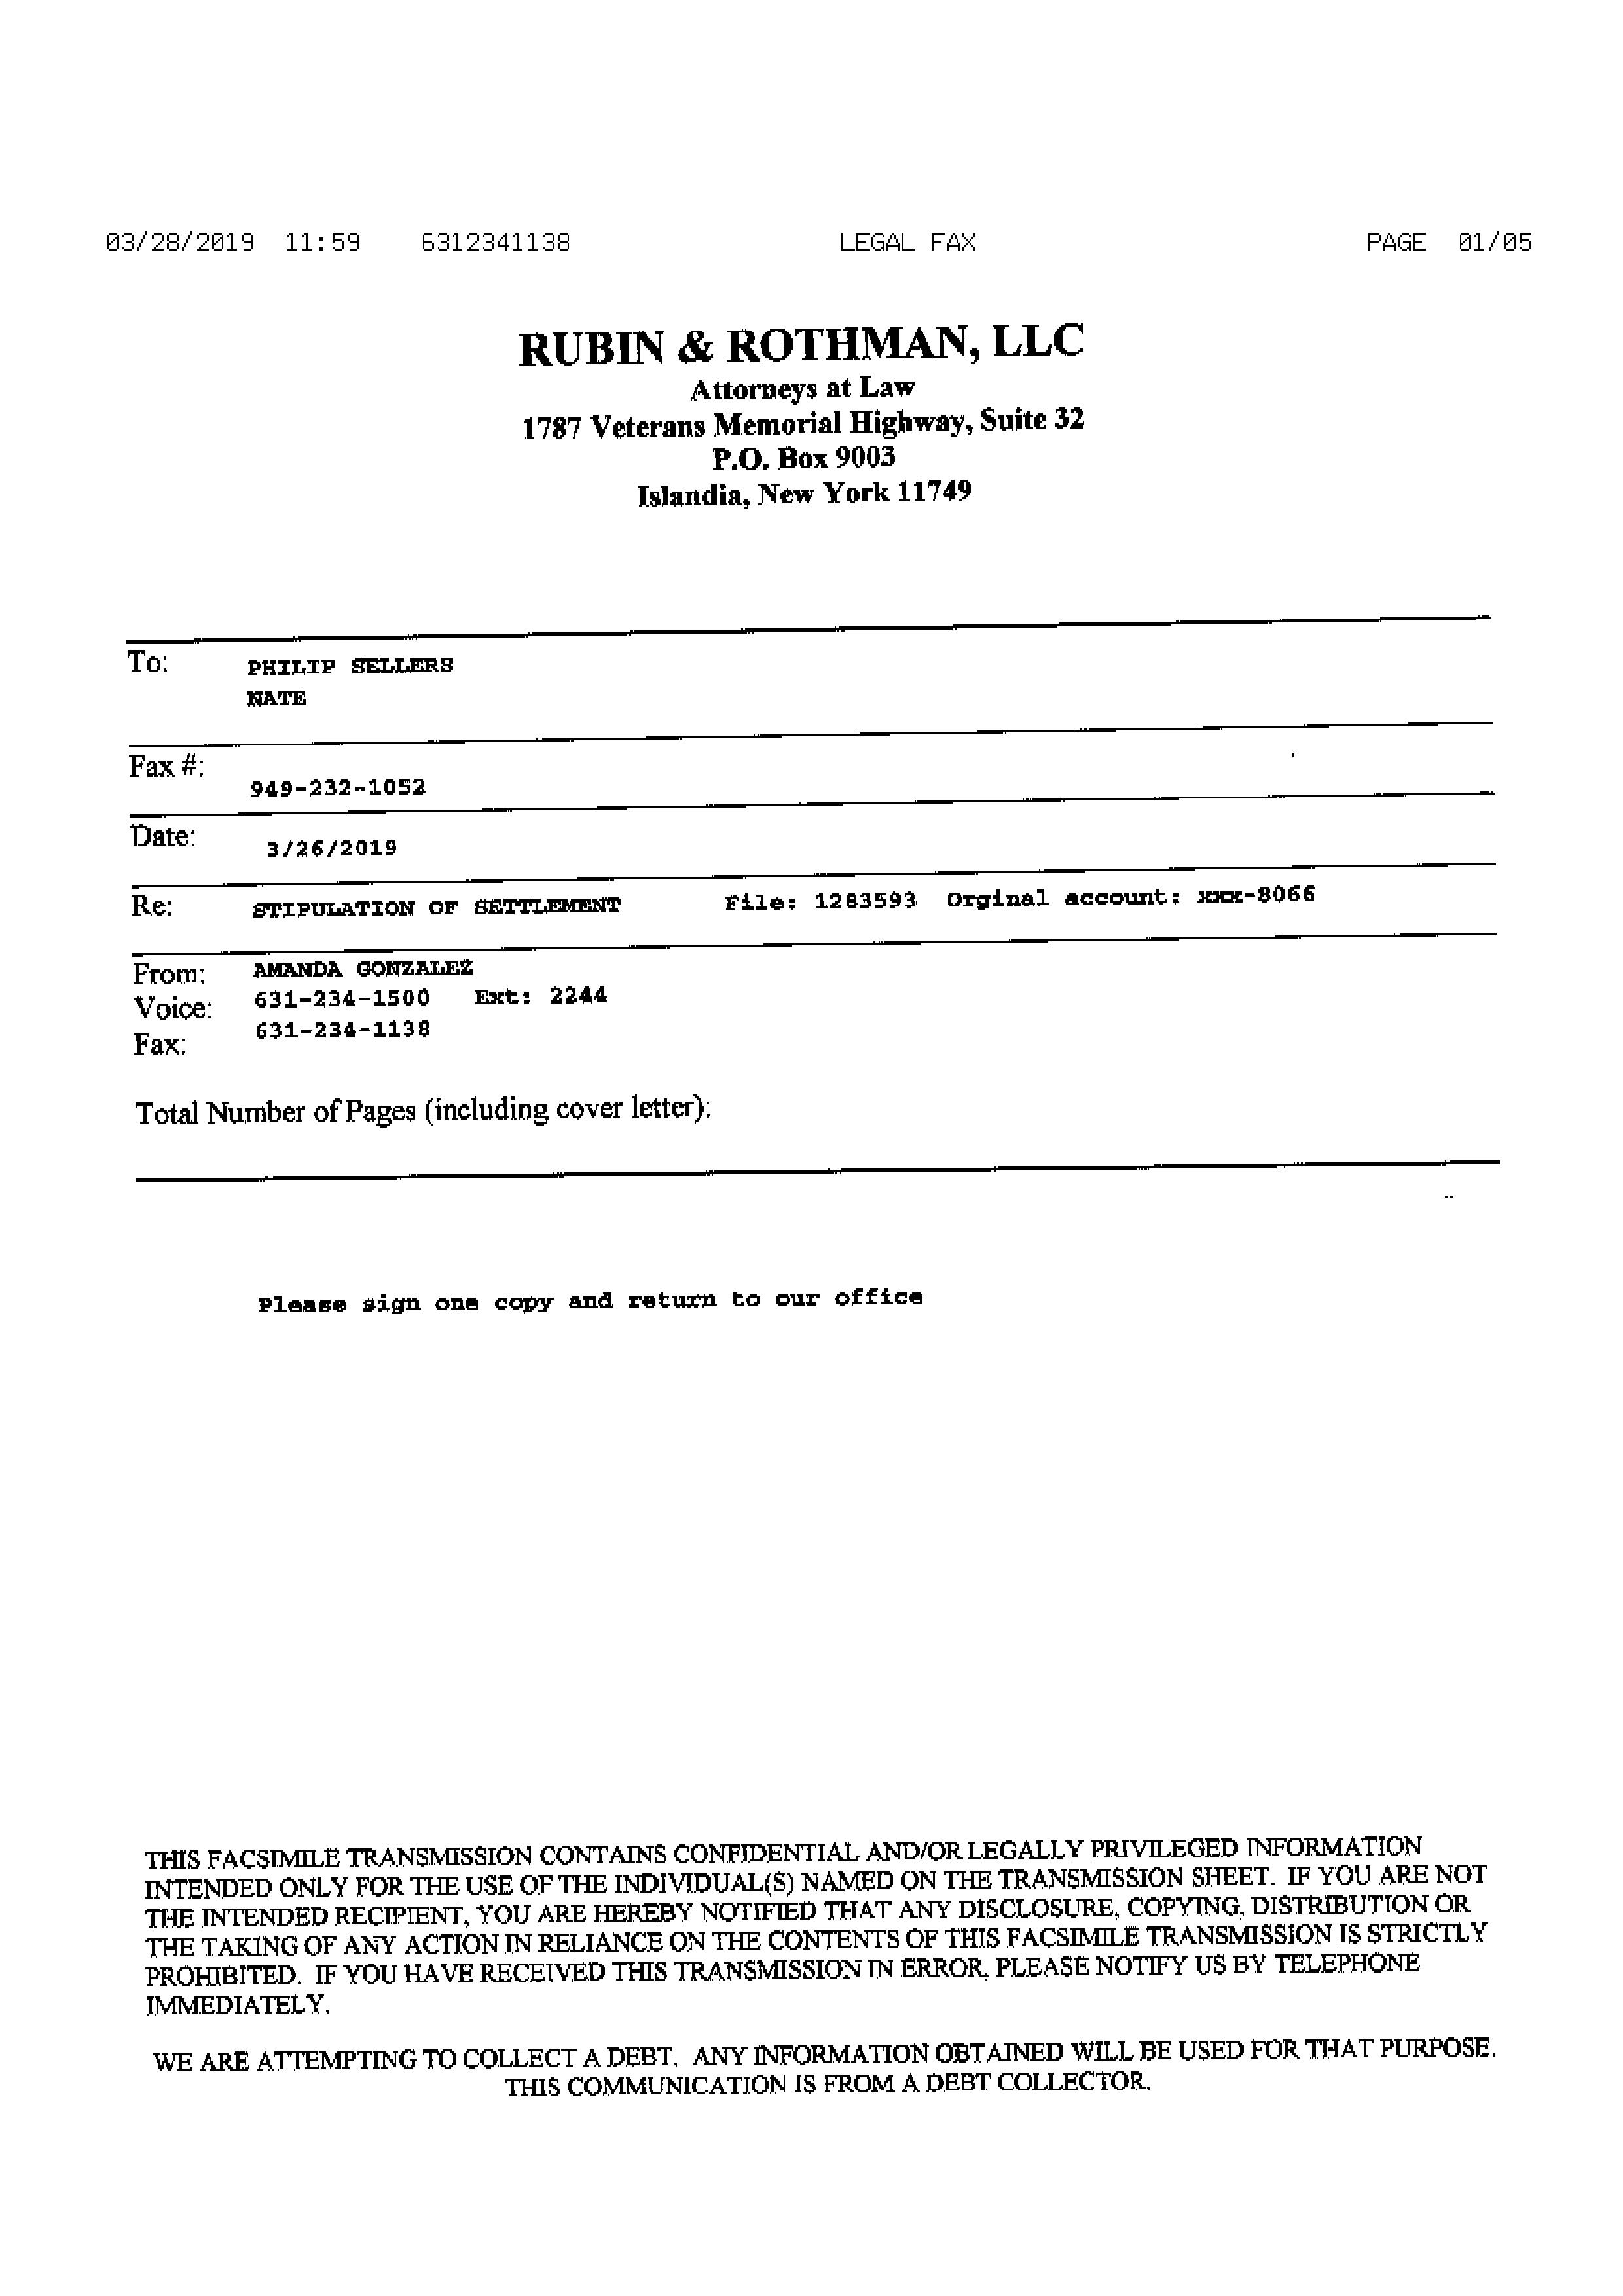 03/28/2019 11:59 6312341138 LEGAL FAX PAGE 01/05
RUBIN & ROTHMAN, LLC
Attorneys at Law
1787 Veterans Memorial Highway, Suite 32
P.O. Box 9003
Islandia, New York 11749
To: PHILIP SELLERS
NATE
Fax #: 949-232-1052
Date: 3/26/2019
Re: STIPULATION OF SETTLEMENT File: 1283593 Orginal account: xxx-8066
From: AMANDA GONZALEZ
Voice: 631-234-1500 Ext: 2244
Fax: 631-234-1138
Total Number of Pages (including cover letter):
Please sign one copy and return to our office
THIS FACSIMILE TRANSMISSION CONTAINS CONFIDENTIAL AND/OR LEGALLY PRIVILEGED INFORMATION
INTENDED ONLY FOR THE USE OF THE INDIVIDUAL(S) NAMED ON THE TRANSMISSION SHEET. IF YOU ARE NOT
THE INTENDED RECIPIENT, YOU ARE HEREBY NOTIFIED THAT ANY DISCLOSURE, COPYING, DISTRIBUTION OR
THE TAKING OF ANY ACTION IN RELIANCE ON THE CONTENTS OF THIS FACSIMILE TRANSMISSION IS STRICTLY
PROHIBITED. IF YOU HAVE RECEIVED THIS TRANSMISSION IN ERROR, PLEASE NOTIFY US BY TELEPHONE
IMMEDIATELY.
WE ARE ATTEMPTING TO COLLECT A DEBT. ANY INFORMATION OBTAINED WILL BE USED FOR THAT PURPOSE.
THIS COMMUNICATION IS FROM A DEBT COLLECTOR.